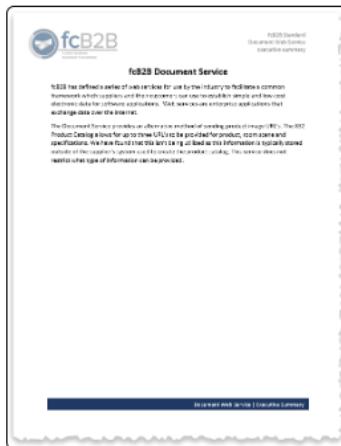 fcB2B
fcB2B Standard
Document Web Service
Executive Summary
fcB2B Document Service
fcB2B has defined a series of web services for use by the industry to facilitate a common
framework which suppliers and their customers can use to establish simple and low cost
electronic data for software applications. Web services are enterprise applications that
exchange data over the Internet.
The Document Service provides an alternative method of sending product image URL's. The 832
Product Catalog allows for up to three URL's to be provided for product, room scene and
specifications. We have found that this isn't being utilized as this information is typically stored
outside of the supplier's system used to create the product catalog. This service does not
restrict what type of information can be provided.
Document Web Service | Executive Summary